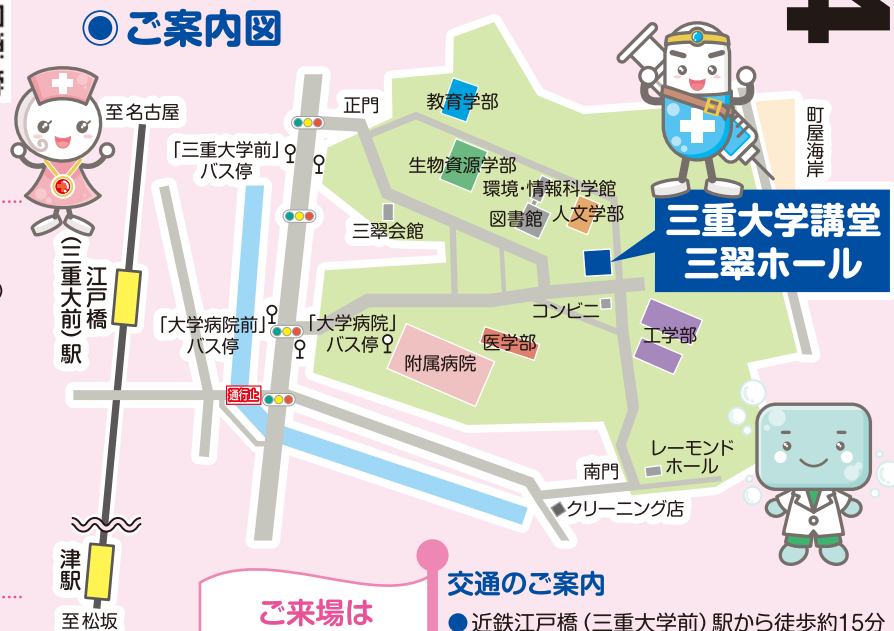 4
◉ ご案内図
至名古屋
正門
教育学部
町屋海岸
「三重大学前」
バス停
生物資源学部
環境・情報科学館
図書館
人文学部
三翠会館
三重大学講堂
三翠ホール
江戸橋
(三重大前)駅
コンビニ
「大学病院前」
バス停
「大学病院」
バス停
医学部
工学部
附属病院
通行止
レーモンド
ホール
南門
クリーニング店
津駅
至松坂
ご来場は
交通のご案内
●近鉄江戸橋(三重大学前)駅から徒歩約15分